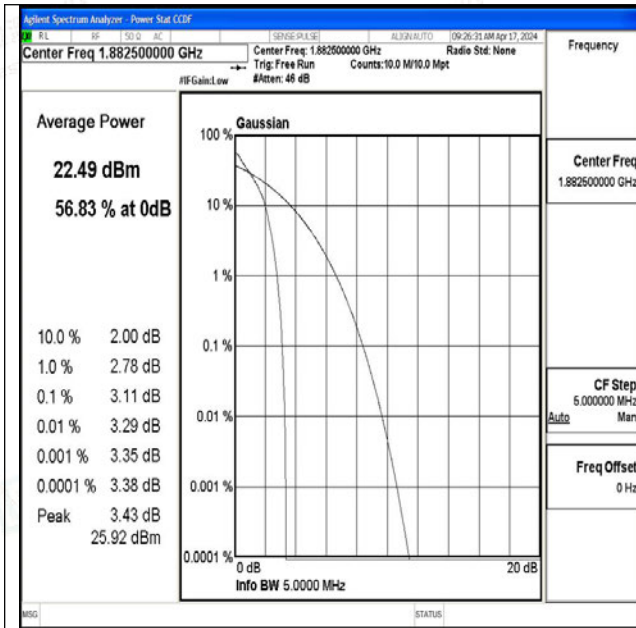 Agilent Spectrum Analyzer - Power Stat CCDF
RL RF 50 Ω AC SENSE:PULSE ALIGNAUTO 09:26:31 AM Apr 17, 2024
Center Freq 1.882500000 GHz
Center Freq: 1.882500000 GHz Radio Std: None
Trig: Free Run Counts:10.0 M/10.0 Mpt
#IFGain:Low #Atten: 46 dB
Frequency
Average Power
22.49 dBm
56.83 % at 0dB
10.0 % 2.00 dB
1.0 % 2.78 dB
0.1 % 3.11 dB
0.01 % 3.29 dB
0.001 % 3.35 dB
0.0001 % 3.38 dB
Peak 3.43 dB
25.92 dBm
Gaussian
100 %
10 %
1 %
0.1 %
0.01 %
0.001 %
0.0001 %
0 dB 20 dB
Info BW 5.0000 MHz
Center Freq
1.882500000 GHz
CF Step
5.000000 MHz
Auto Man
Freq Offset
0 Hz
MSG STATUS